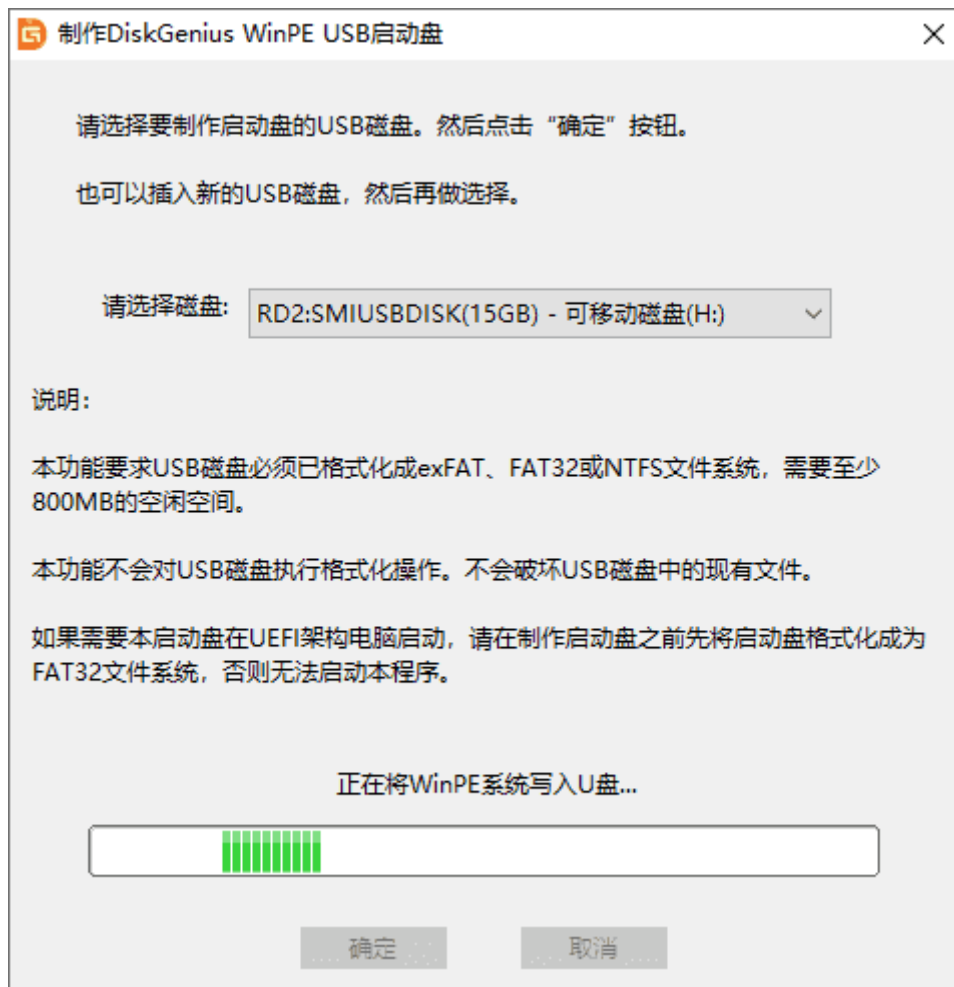 制作DiskGenius WinPE USB启动盘
请选择要制作启动盘的USB磁盘。然后点击“确定”按钮。
也可以插入新的USB磁盘，然后再做选择。
请选择磁盘: RD2:SMIUSBDISK(15GB) - 可移动磁盘(H:)
说明：
本功能要求USB磁盘必须已格式化成exFAT、FAT32或NTFS文件系统，需要至少
800MB的空闲空间。
本功能不会对USB磁盘执行格式化操作。不会破坏USB磁盘中的现有文件。
如果需要本启动盘在UEFI架构电脑启动，请在制作启动盘之前先将启动盘格式化成为
FAT32文件系统，否则无法启动本程序。
正在将WinPE系统写入U盘...
确定 取消